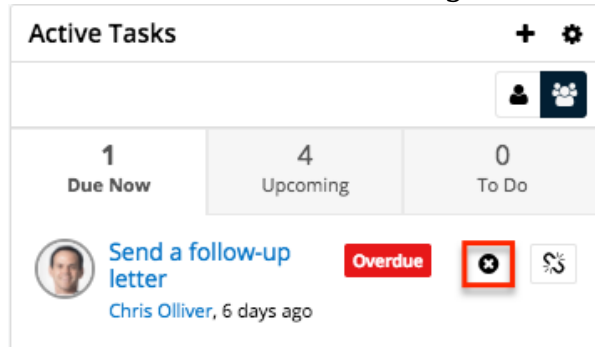 Active Tasks
1 4 0
Due Now Upcoming To Do
Send a follow-up Overdue
letter
Chris Olliver, 6 days ago